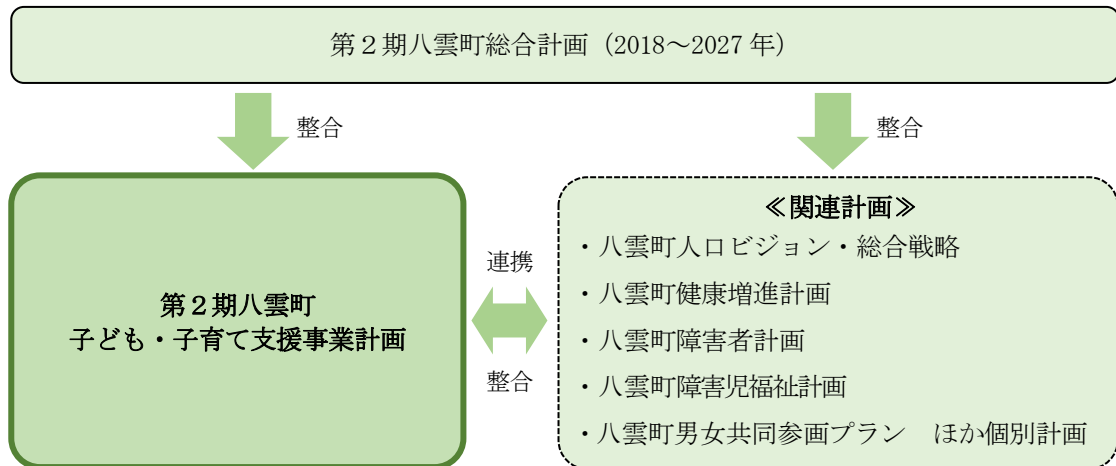 第２期八雲町総合計画（2018～2027 年）
整合
整合
第２期八雲町
子ども・子育て支援事業計画
連携
整合
≪関連計画≫
・八雲町人口ビジョン・総合戦略
・八雲町健康増進計画
・八雲町障害者計画
・八雲町障害児福祉計画
・八雲町男女共同参画プラン　ほか個別計画